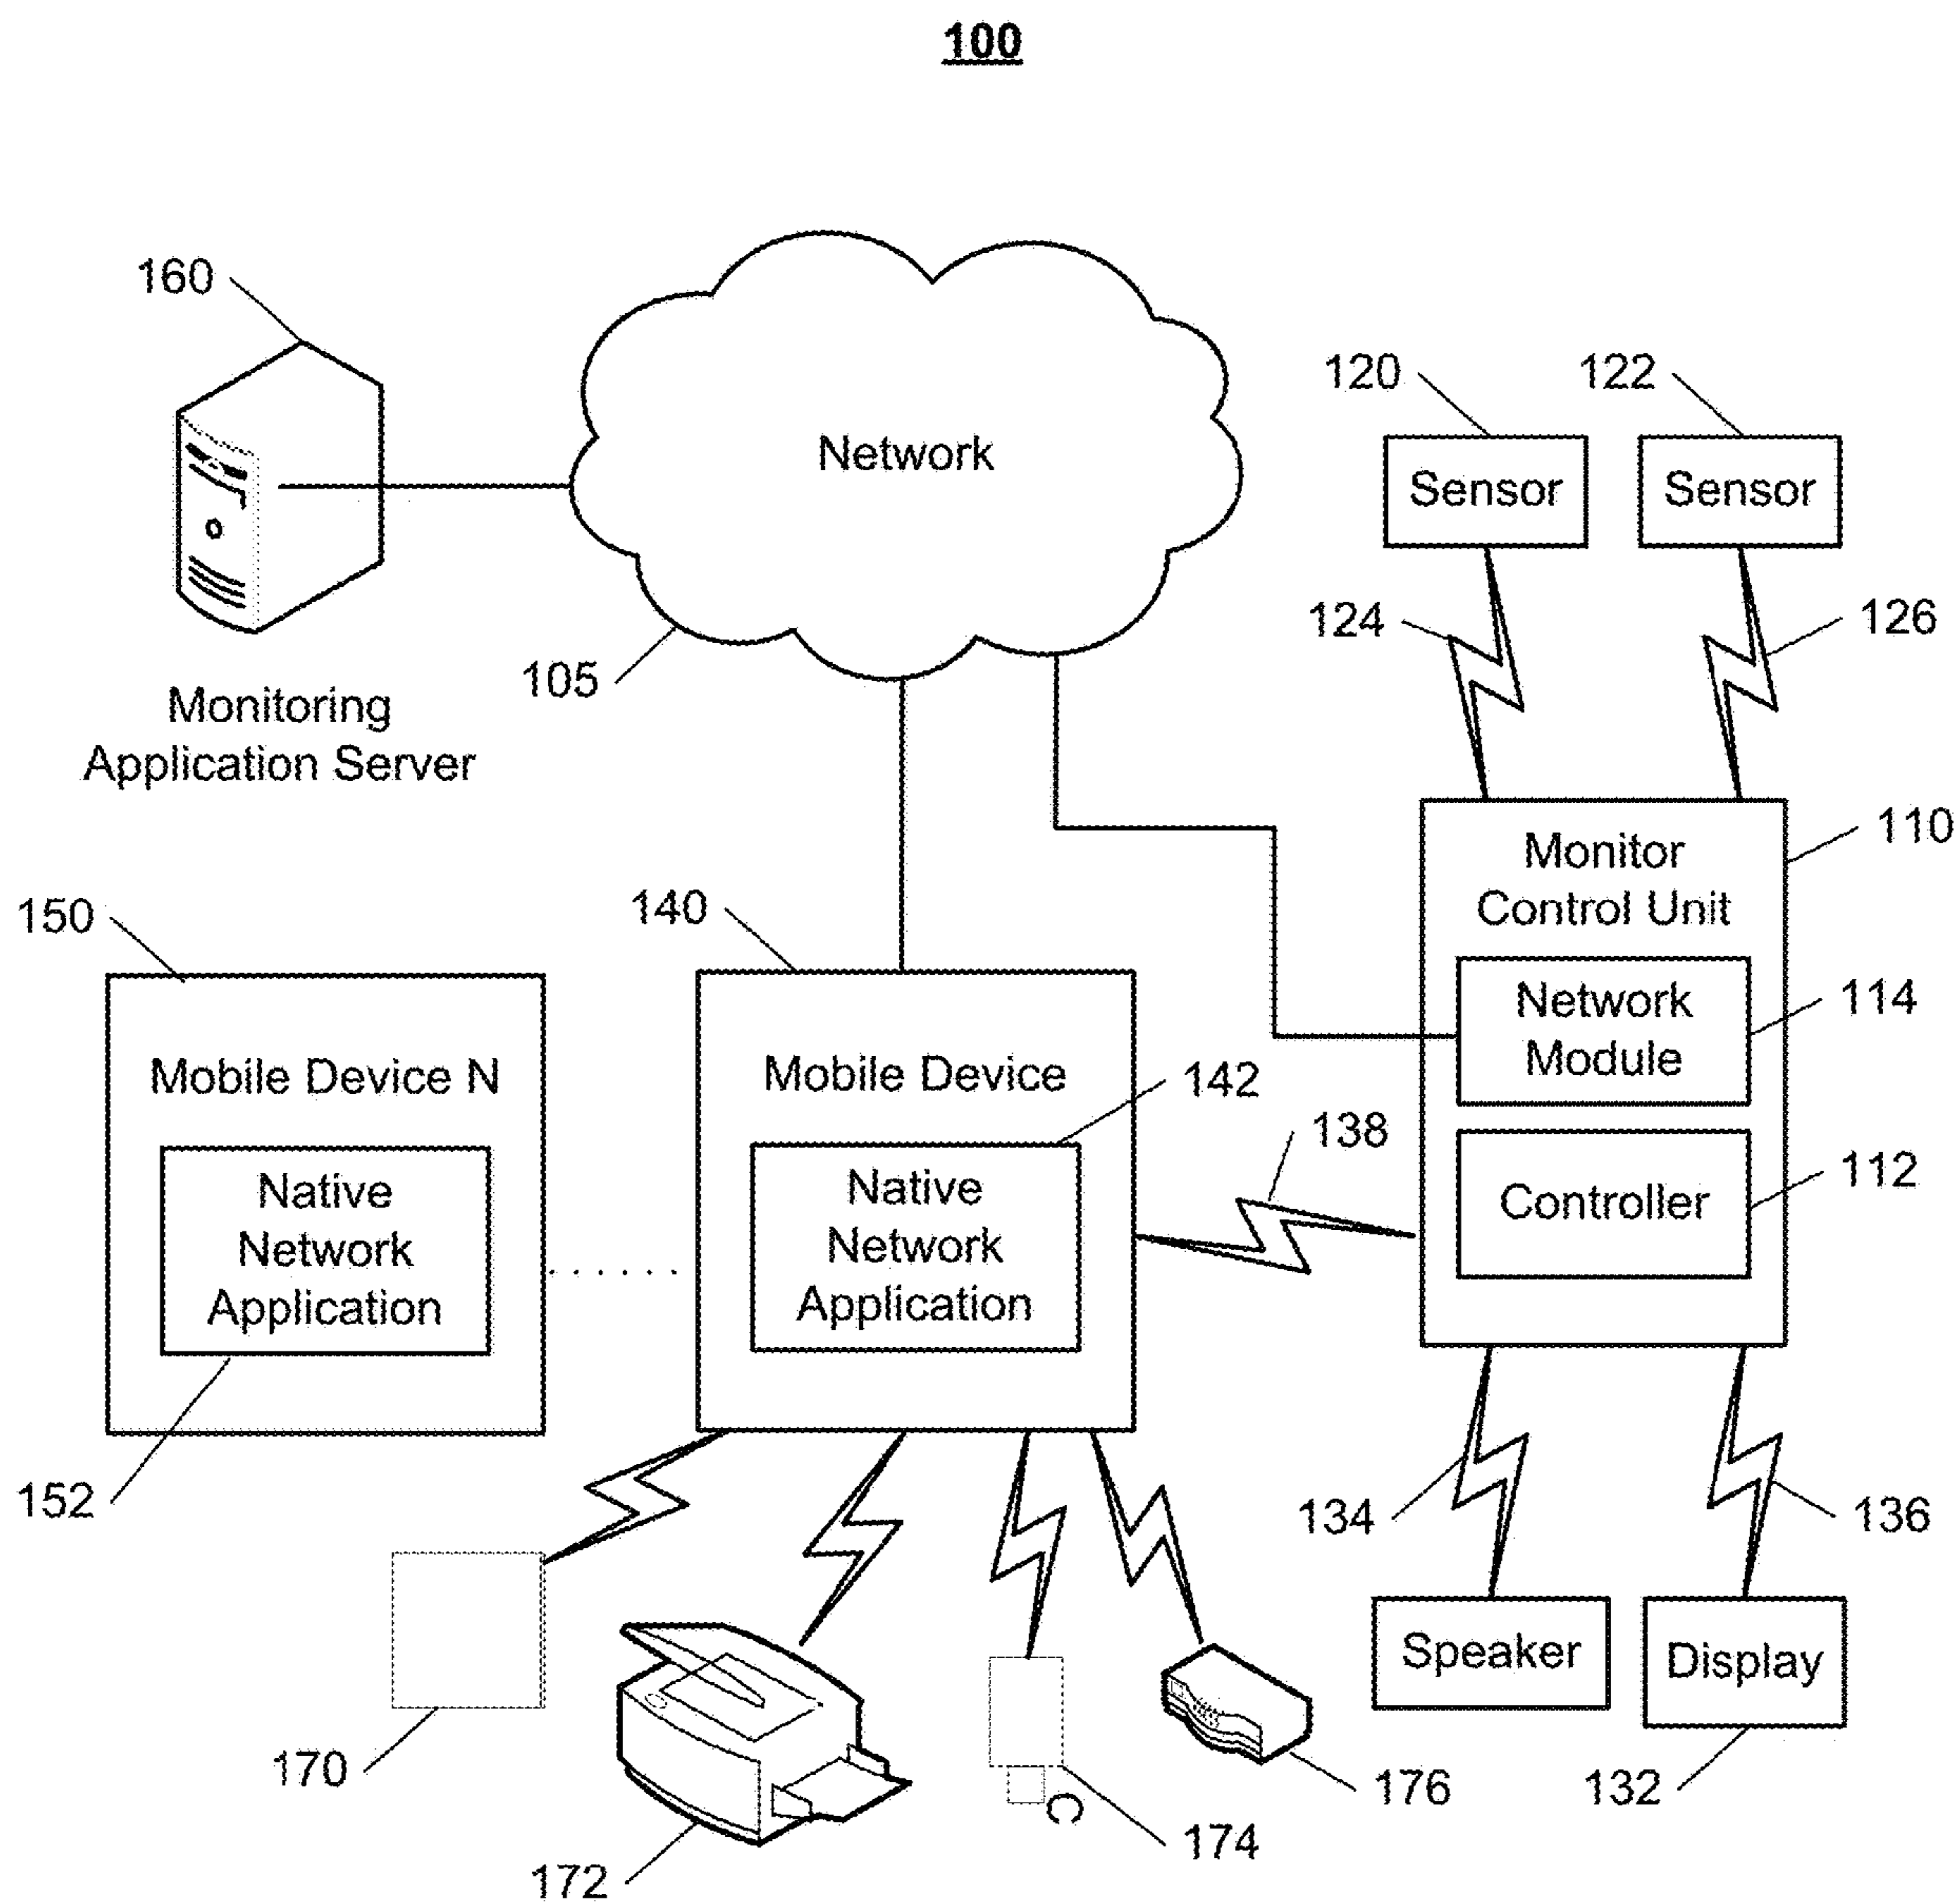 100
160
Network
120
122
Sensor
Sensor
124
126
105
Monitoring
Application Server
110
Monitor
Control Unit
150
140
Network
Module
114
Mobile Device N
Mobile Device
142
138
Native
Network
Application
Native
Network
Application
Controller
112
152
134
136
Speaker
Display
170
172
C
174
176
132